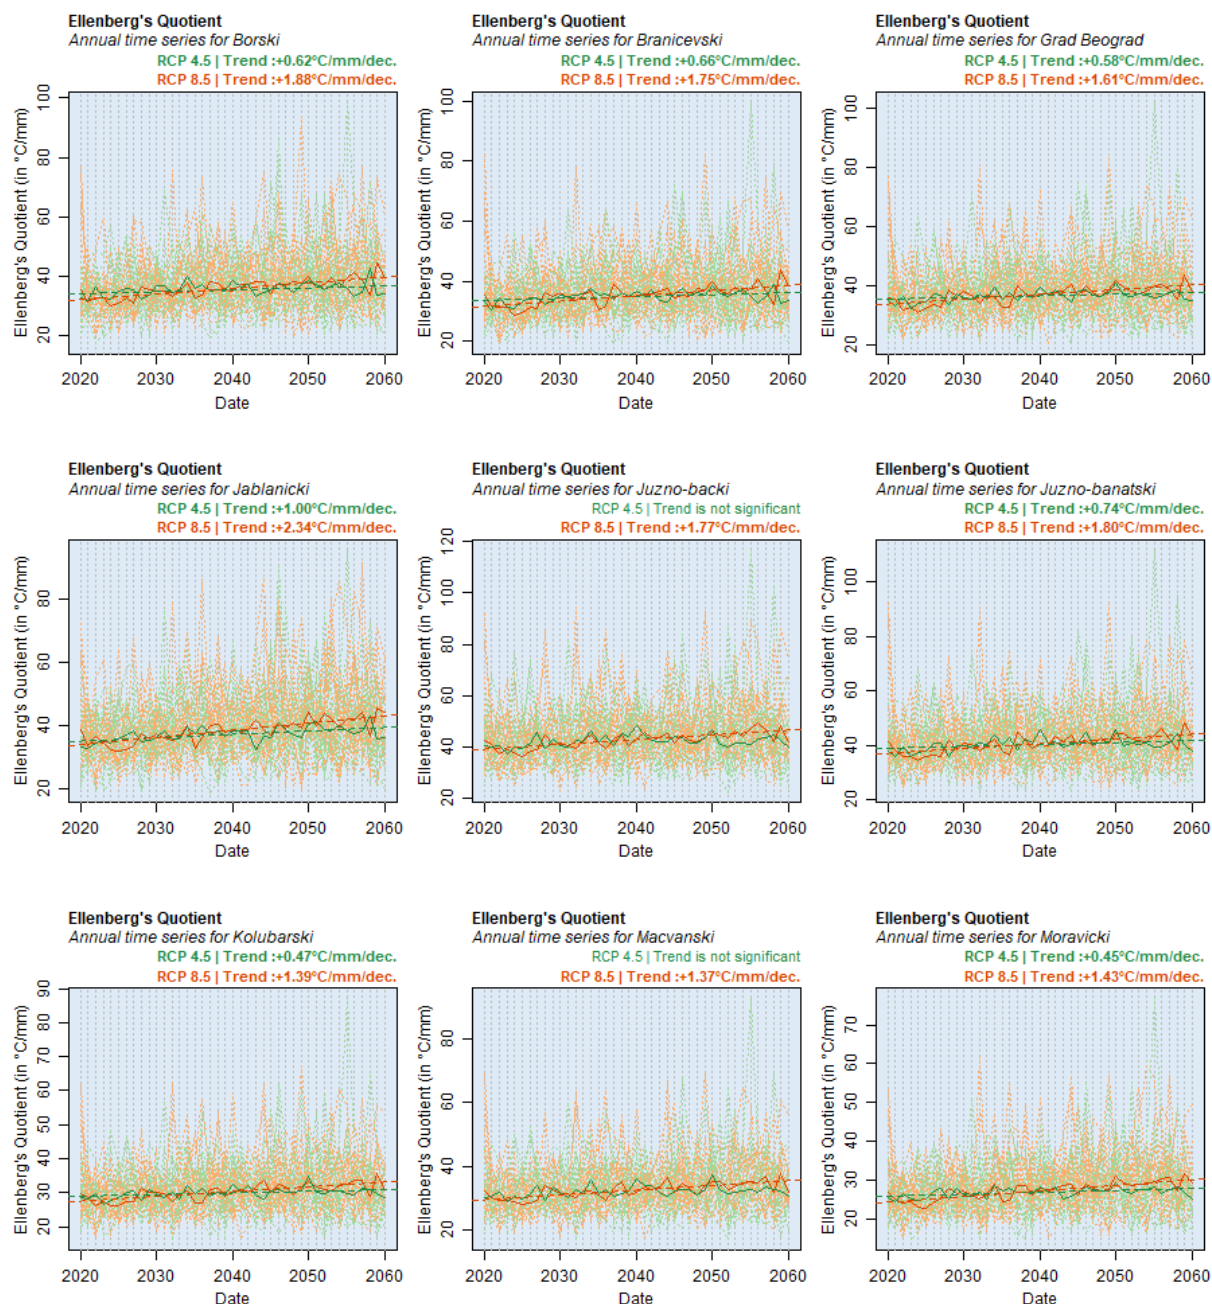 Ellenberg's Quotient
Annual time series for Borski
RCP 4.5 | Trend :+0.62°C/mm/dec.
RCP 8.5 | Trend :+1.88°C/mm/dec.
Ellenberg's Quotient (in °C/mm)
100
80
60
40
20
2020 2030 2040 2050 2060
Date
Ellenberg's Quotient
Annual time series for Branicevski
RCP 4.5 | Trend :+0.66°C/mm/dec.
RCP 8.5 | Trend :+1.75°C/mm/dec.
Ellenberg's Quotient (in °C/mm)
100
80
60
40
20
2020 2030 2040 2050 2060
Date
Ellenberg's Quotient
Annual time series for Grad Beograd
RCP 4.5 | Trend :+0.58°C/mm/dec.
RCP 8.5 | Trend :+1.61°C/mm/dec.
Ellenberg's Quotient (in °C/mm)
100
80
60
40
20
2020 2030 2040 2050 2060
Date
Ellenberg's Quotient
Annual time series for Jablanicki
RCP 4.5 | Trend :+1.00°C/mm/dec.
RCP 8.5 | Trend :+2.34°C/mm/dec.
Ellenberg's Quotient (in °C/mm)
80
60
40
20
2020 2030 2040 2050 2060
Date
Ellenberg's Quotient
Annual time series for Juzno-backi
RCP 4.5 | Trend is not significant
RCP 8.5 | Trend :+1.77°C/mm/dec.
Ellenberg's Quotient (in °C/mm)
120
100
80
60
40
20
2020 2030 2040 2050 2060
Date
Ellenberg's Quotient
Annual time series for Juzno-banatski
RCP 4.5 | Trend :+0.74°C/mm/dec.
RCP 8.5 | Trend :+1.80°C/mm/dec.
Ellenberg's Quotient (in °C/mm)
100
80
60
40
20
2020 2030 2040 2050 2060
Date
Ellenberg's Quotient
Annual time series for Kolubarski
RCP 4.5 | Trend :+0.47°C/mm/dec.
RCP 8.5 | Trend :+1.39°C/mm/dec.
Ellenberg's Quotient (in °C/mm)
90
80
70
60
50
40
30
20
2020 2030 2040 2050 2060
Date
Ellenberg's Quotient
Annual time series for Macvanski
RCP 4.5 | Trend is not significant
RCP 8.5 | Trend :+1.37°C/mm/dec.
Ellenberg's Quotient (in °C/mm)
80
60
40
20
2020 2030 2040 2050 2060
Date
Ellenberg's Quotient
Annual time series for Moravicki
RCP 4.5 | Trend :+0.45°C/mm/dec.
RCP 8.5 | Trend :+1.43°C/mm/dec.
Ellenberg's Quotient (in °C/mm)
70
60
50
40
30
20
2020 2030 2040 2050 2060
Date